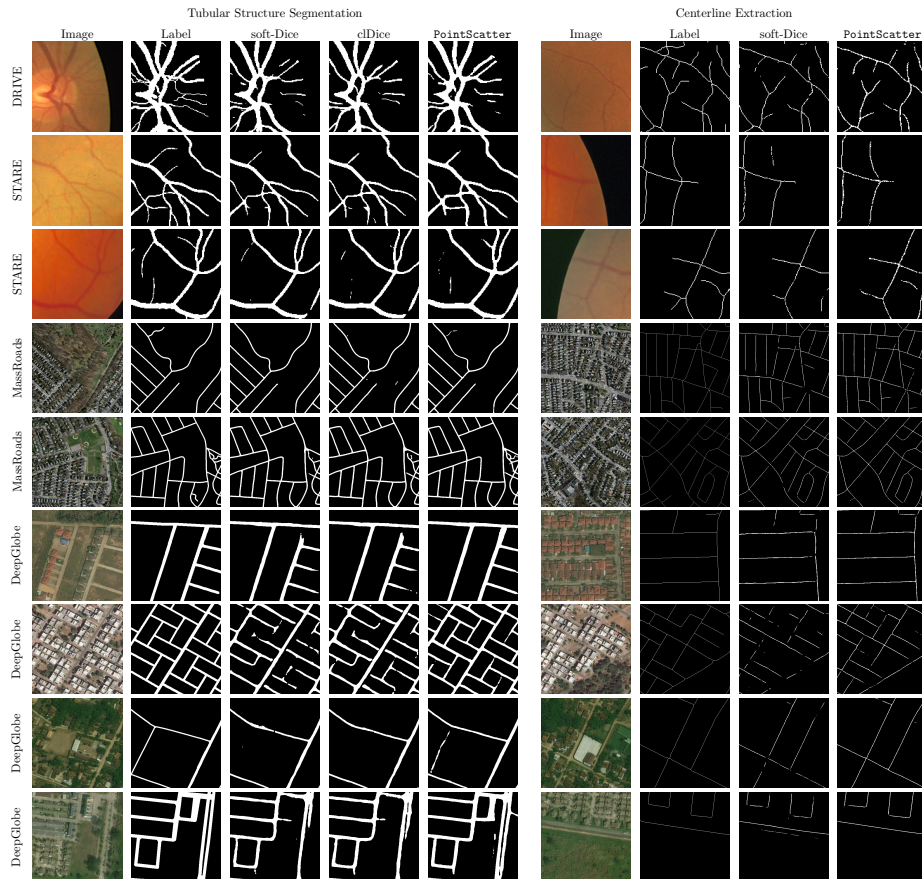 Tubular Structure Segmentation
Centerline Extraction
Image Label soft-Dice clDice PointScatter
Image Label soft-Dice PointScatter
DRIVE
STARE
STARE
MassRoads
MassRoads
DeepGlobe
DeepGlobe
DeepGlobe
DeepGlobe